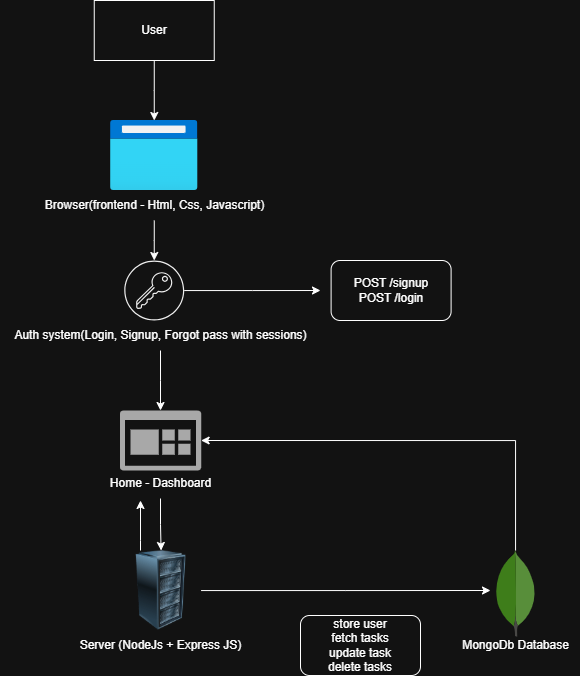 User
Browser(frontend - Html, Css, Javascript)
POST /signup
POST /login
Auth system(Login, Signup, Forgot pass with sessions)
Home - Dashboard
Server (NodeJs + Express JS)
store user
fetch tasks
update task
delete tasks
MongoDb Database